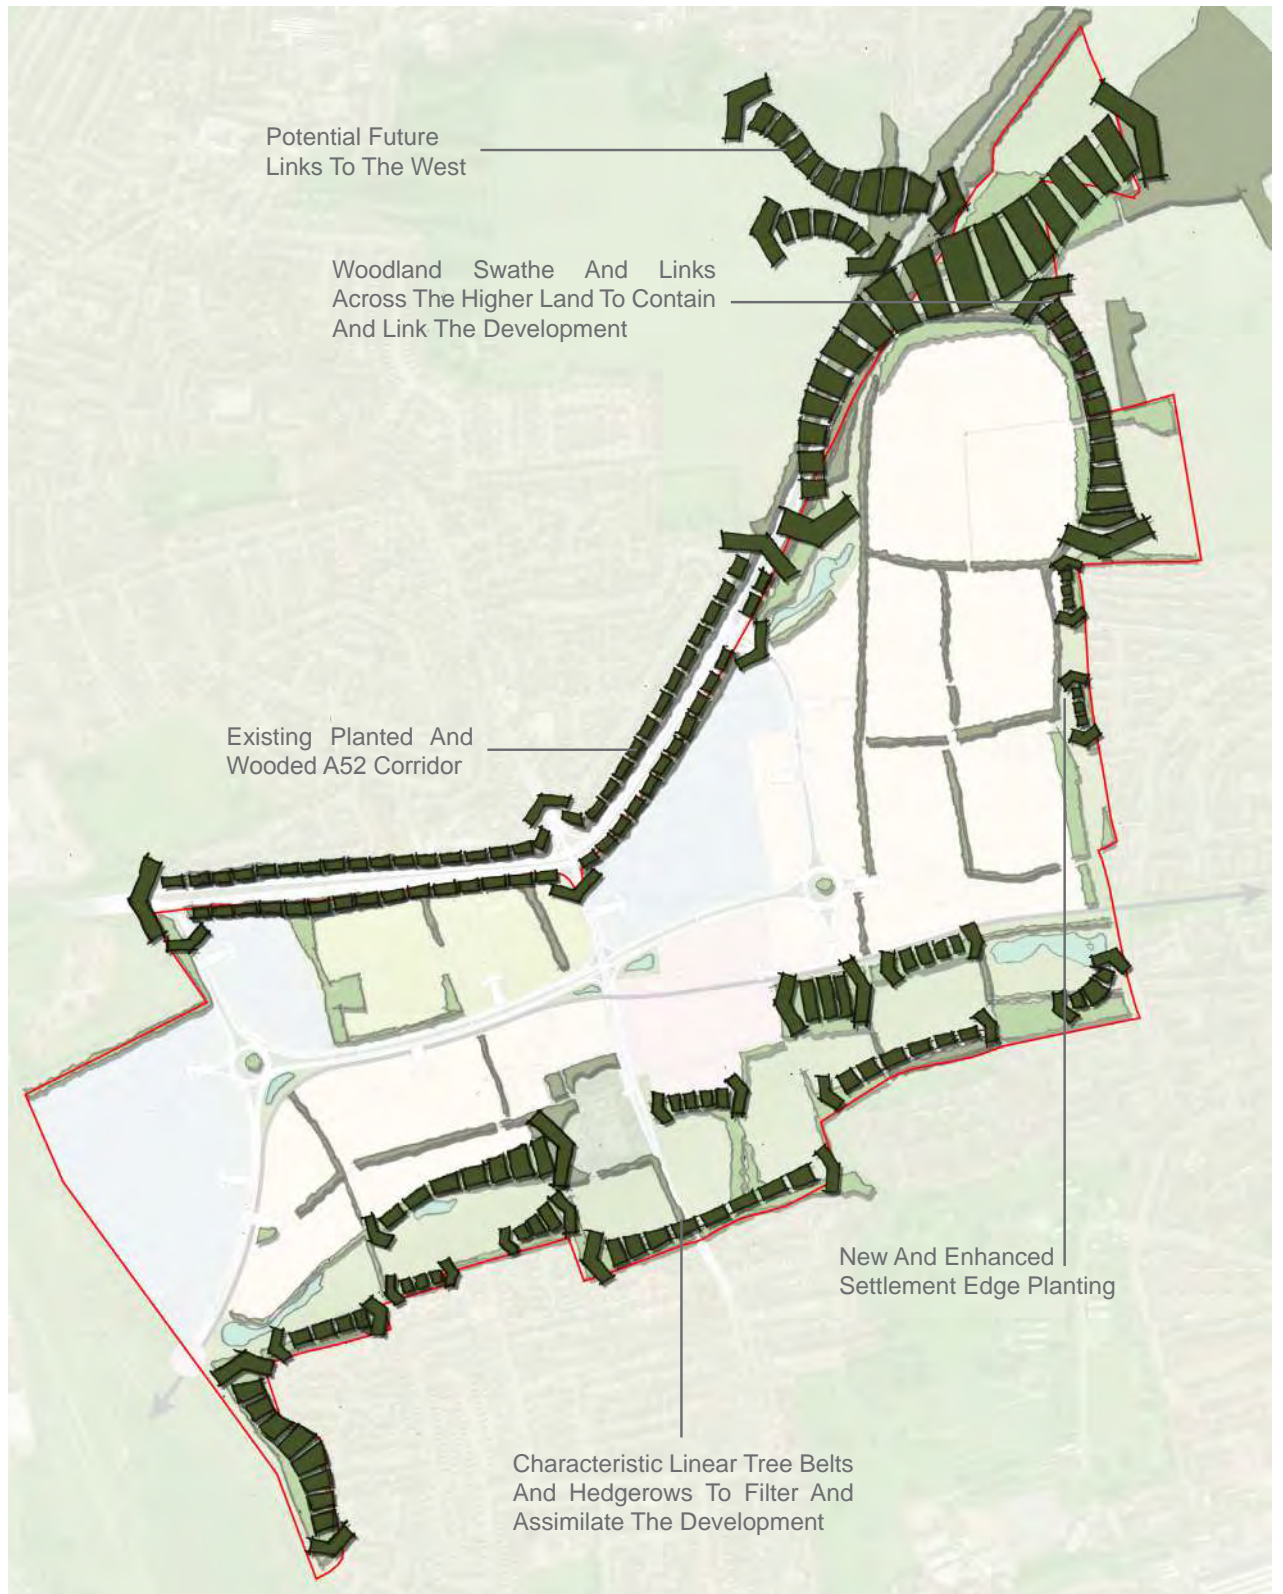 Potential Future
Links To The West
Woodland Swathe And Links
Across The Higher Land To Contain
And Link The Development
Existing Planted And
Wooded A52 Corridor
New And Enhanced
Settlement Edge Planting
Characteristic Linear Tree Belts
And Hedgerows To Filter And
Assimilate The Development